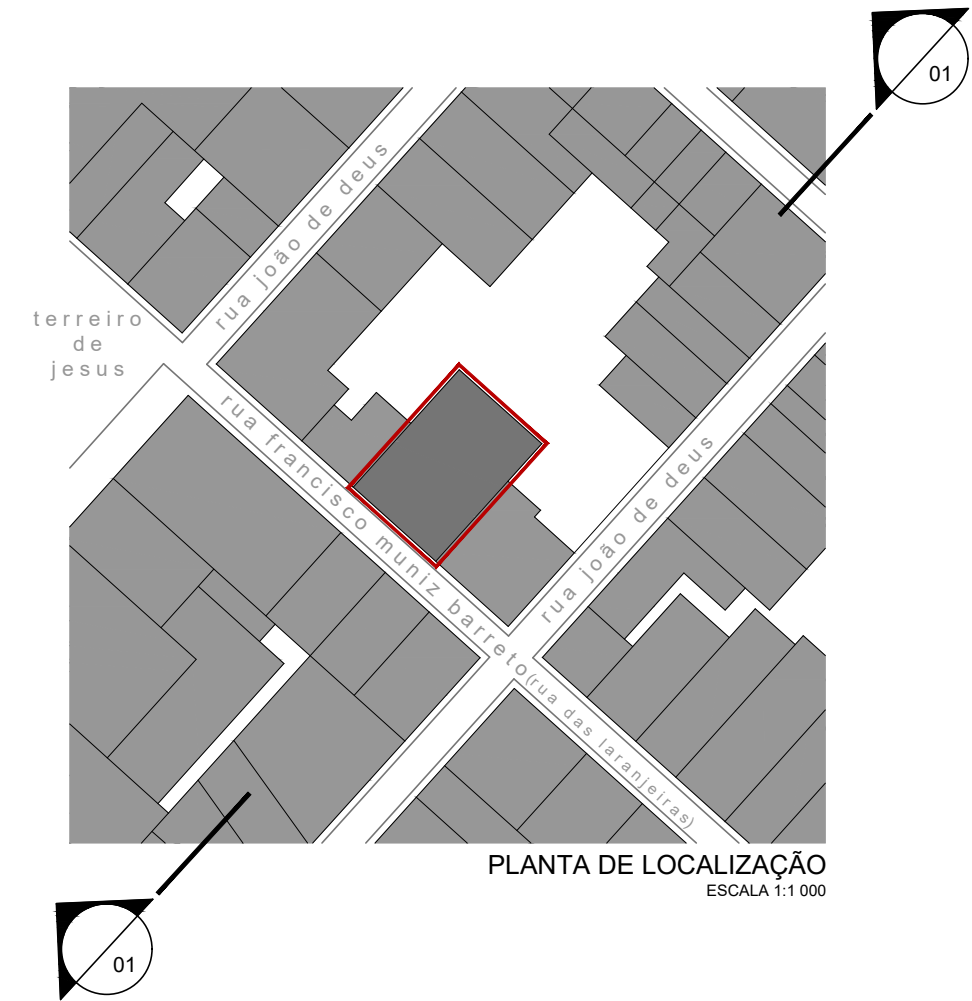 01
rua joão de deus
terreiro
de
jesus
rua francisco muniz barreto(rua das laranjeiras)
rua joão de deus
PLANTA DE LOCALIZAÇÃO
ESCALA 1:1 000
01